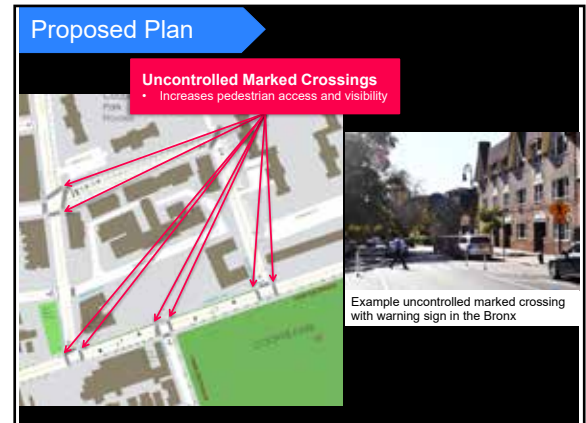 Proposed Plan
Uncontrolled Marked Crossings
• Increases pedestrian access and visibility
Park
Example uncontrolled marked crossing
with warning sign in the Bronx